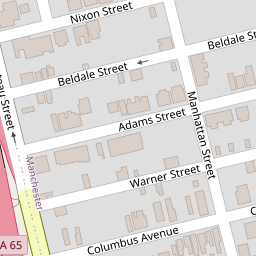 Nixon Street
Beldale Street
Beldale
Adams Street
Manhattan Street
Street
Manchester
Warner Street
Columbus Avenue
A 65